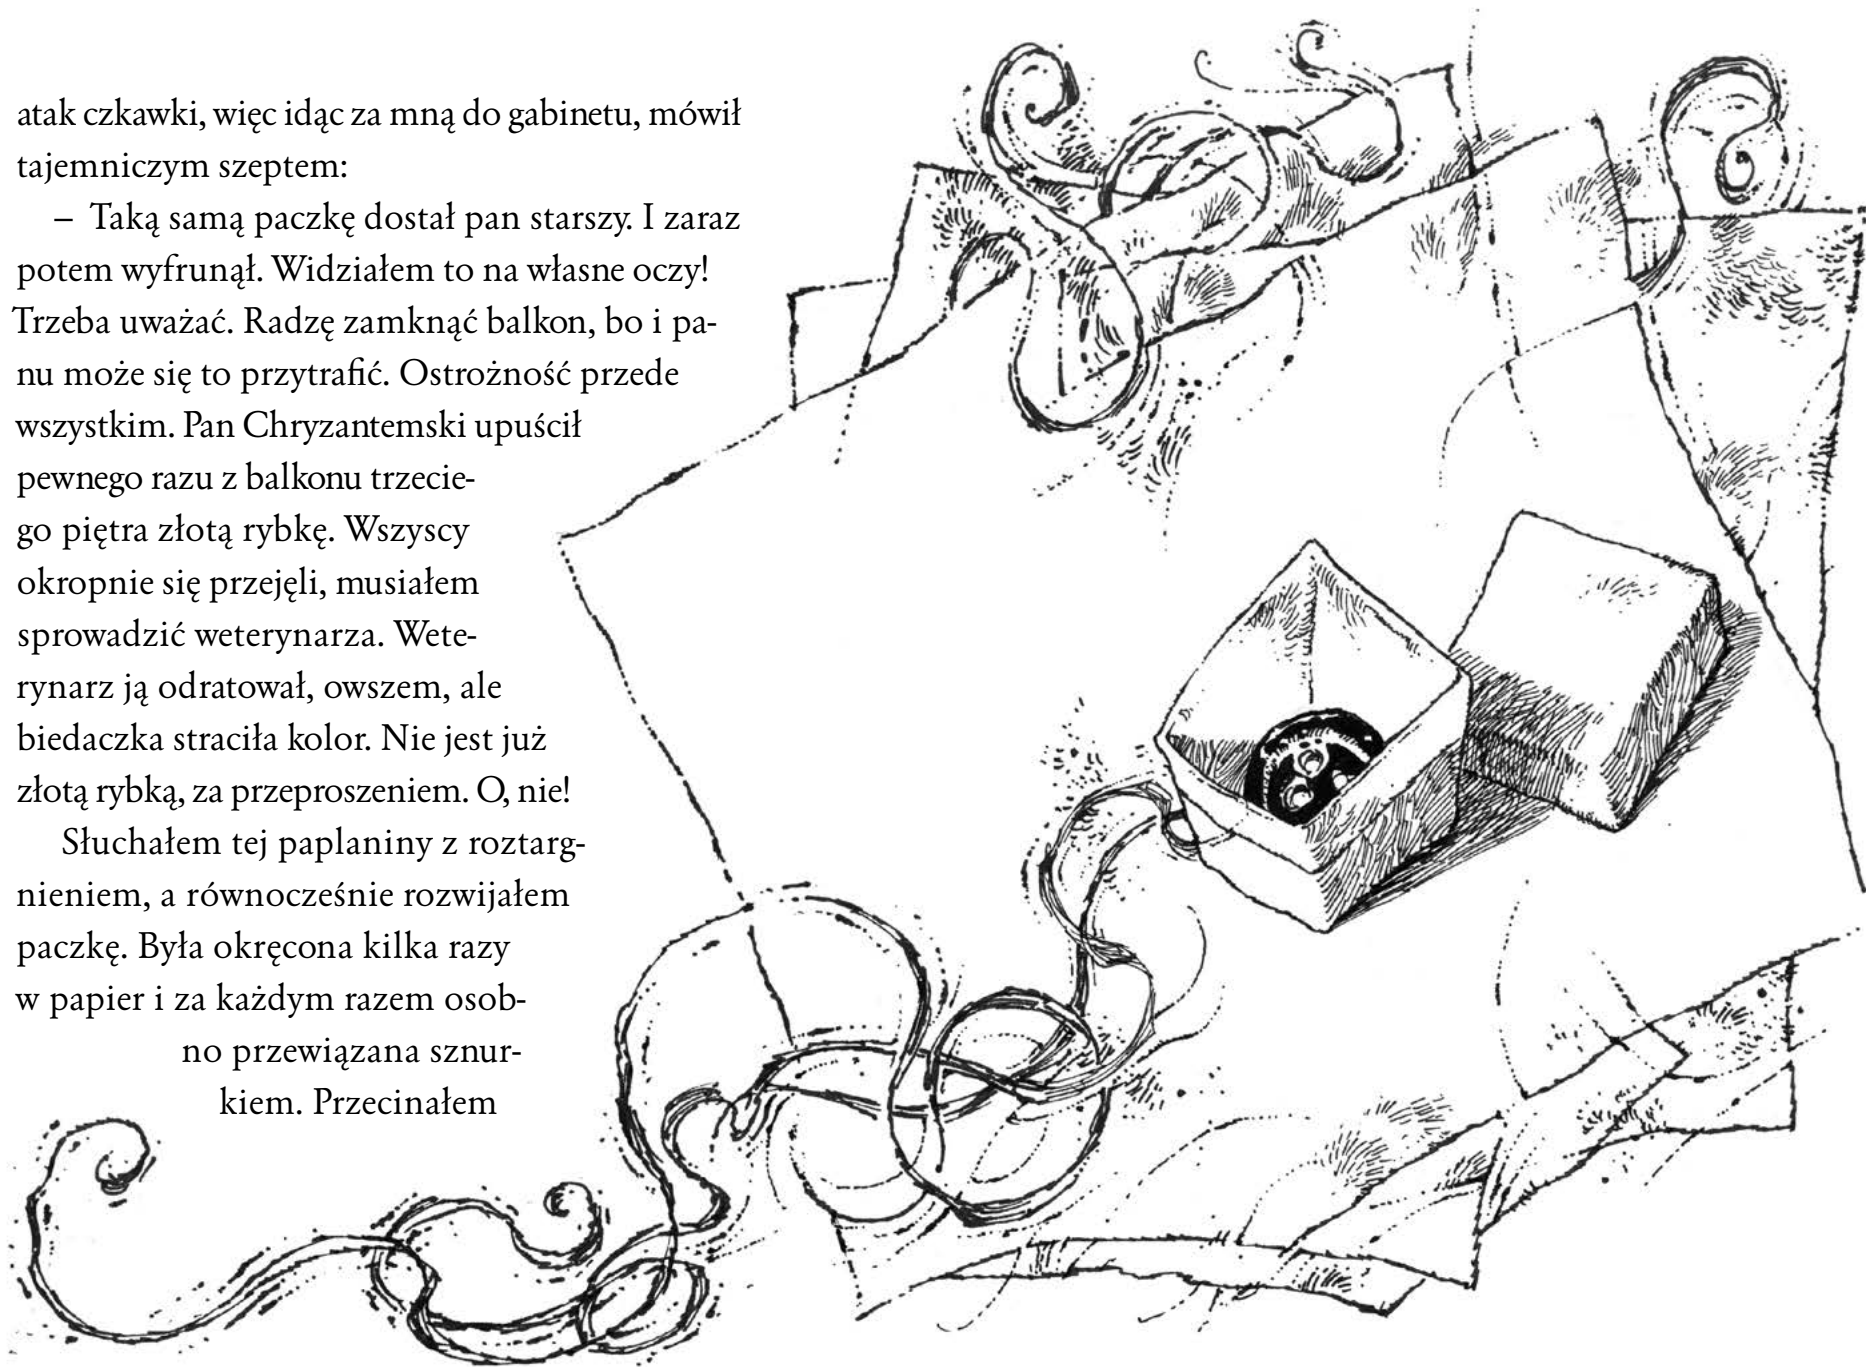 atak czkawki, więc idąc za mną do gabinetu, mówił
tajemniczym szeptem:
– Taką samą paczkę dostał pan starszy. I zaraz
potem wyfrunął. Widziałem to na własne oczy!
Trzeba uważać. Radzę zamknąć balkon, bo i pa-
nu może się to przytrafić. Ostrożność przede
wszystkim. Pan Chryzantemski upuścił
pewnego razu z balkonu trzecie-
go piętra złotą rybkę. Wszyscy
okropnie się przejęli, musiałem
sprowadzić weterynarza. Wete-
rynarz ją odratował, owszem, ale
biedaczka straciła kolor. Nie jest już
złotą rybką, za przeproszeniem. O, nie!
Słuchałem tej paplaniny z roztarg-
nieniem, a równocześnie rozwijałem
paczkę. Była okręcona kilka razy
w papier i za każdym razem osob-
no przewiązana sznur-
kiem. Przecinałem